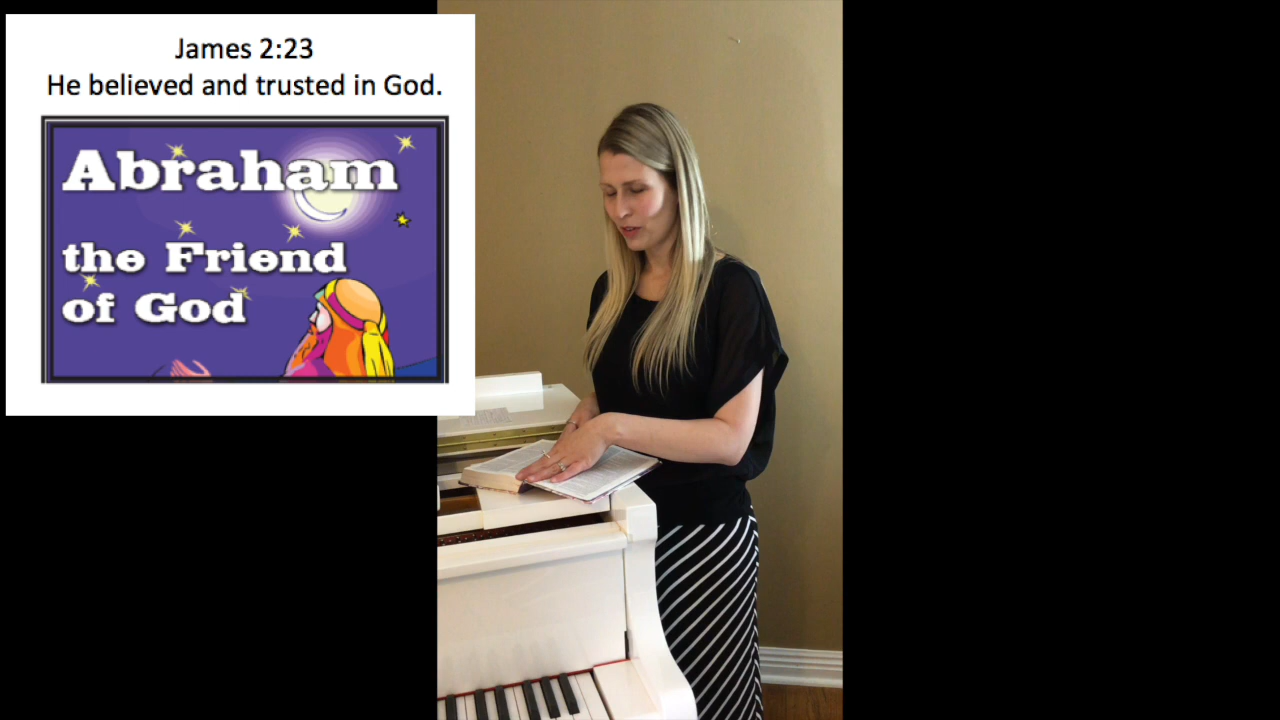 James 2:23
He believed and trusted in God.
Abraham
the Friend
of God